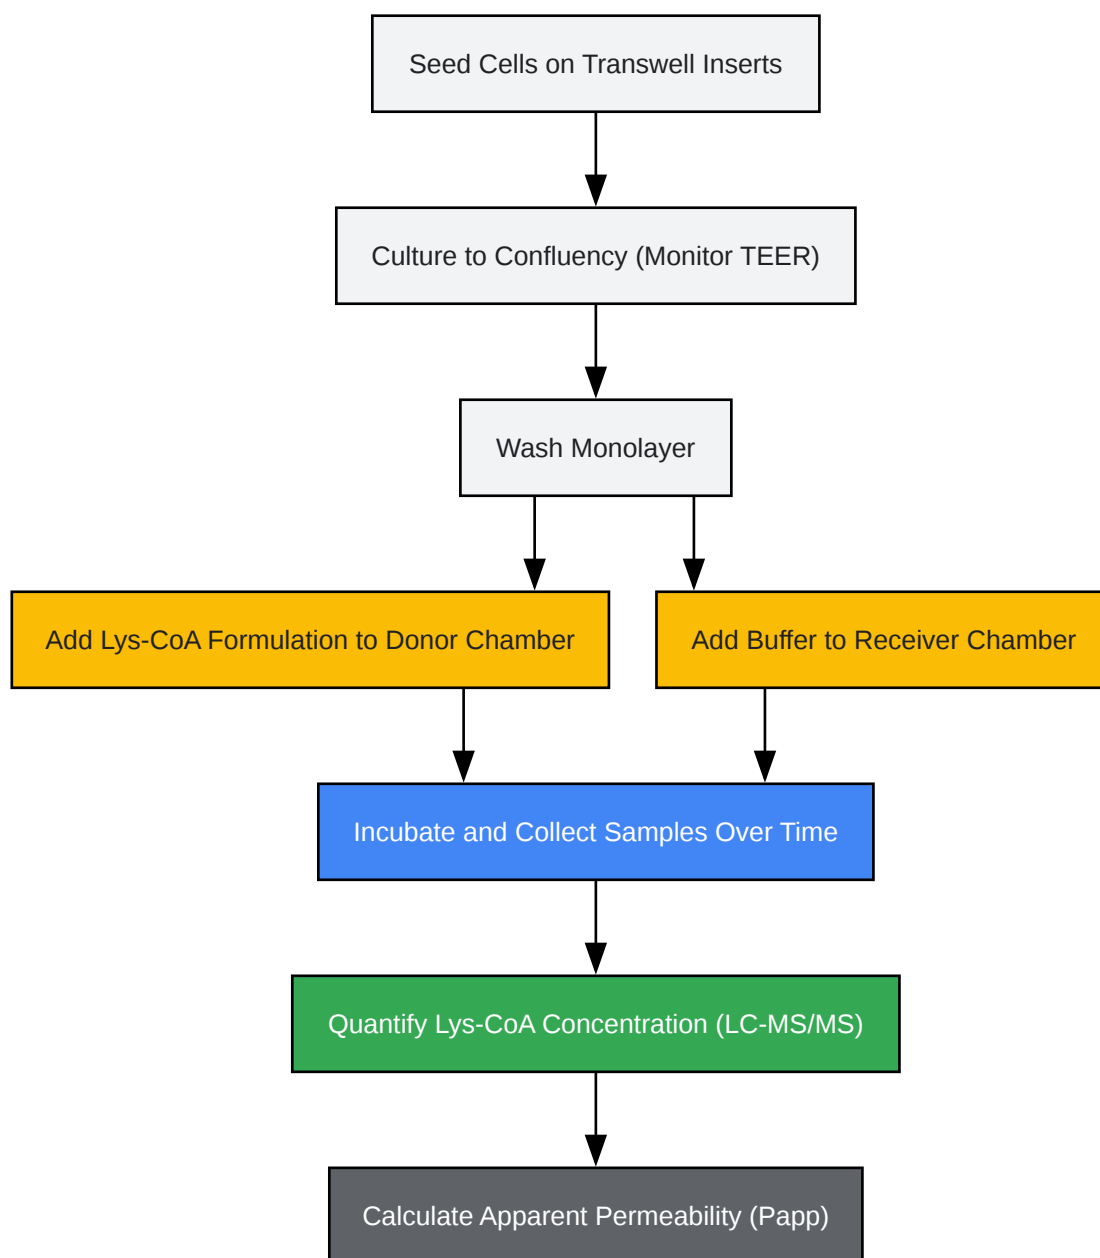 Seed Cells on Transwell Inserts
Culture to Confluency (Monitor TEER)
Wash Monolayer
Add Lys-CoA Formulation to Donor Chamber
Add Buffer to Receiver Chamber
Incubate and Collect Samples Over Time
Quantify Lys-CoA Concentration (LC-MS/MS)
Calculate Apparent Permeability (Papp)